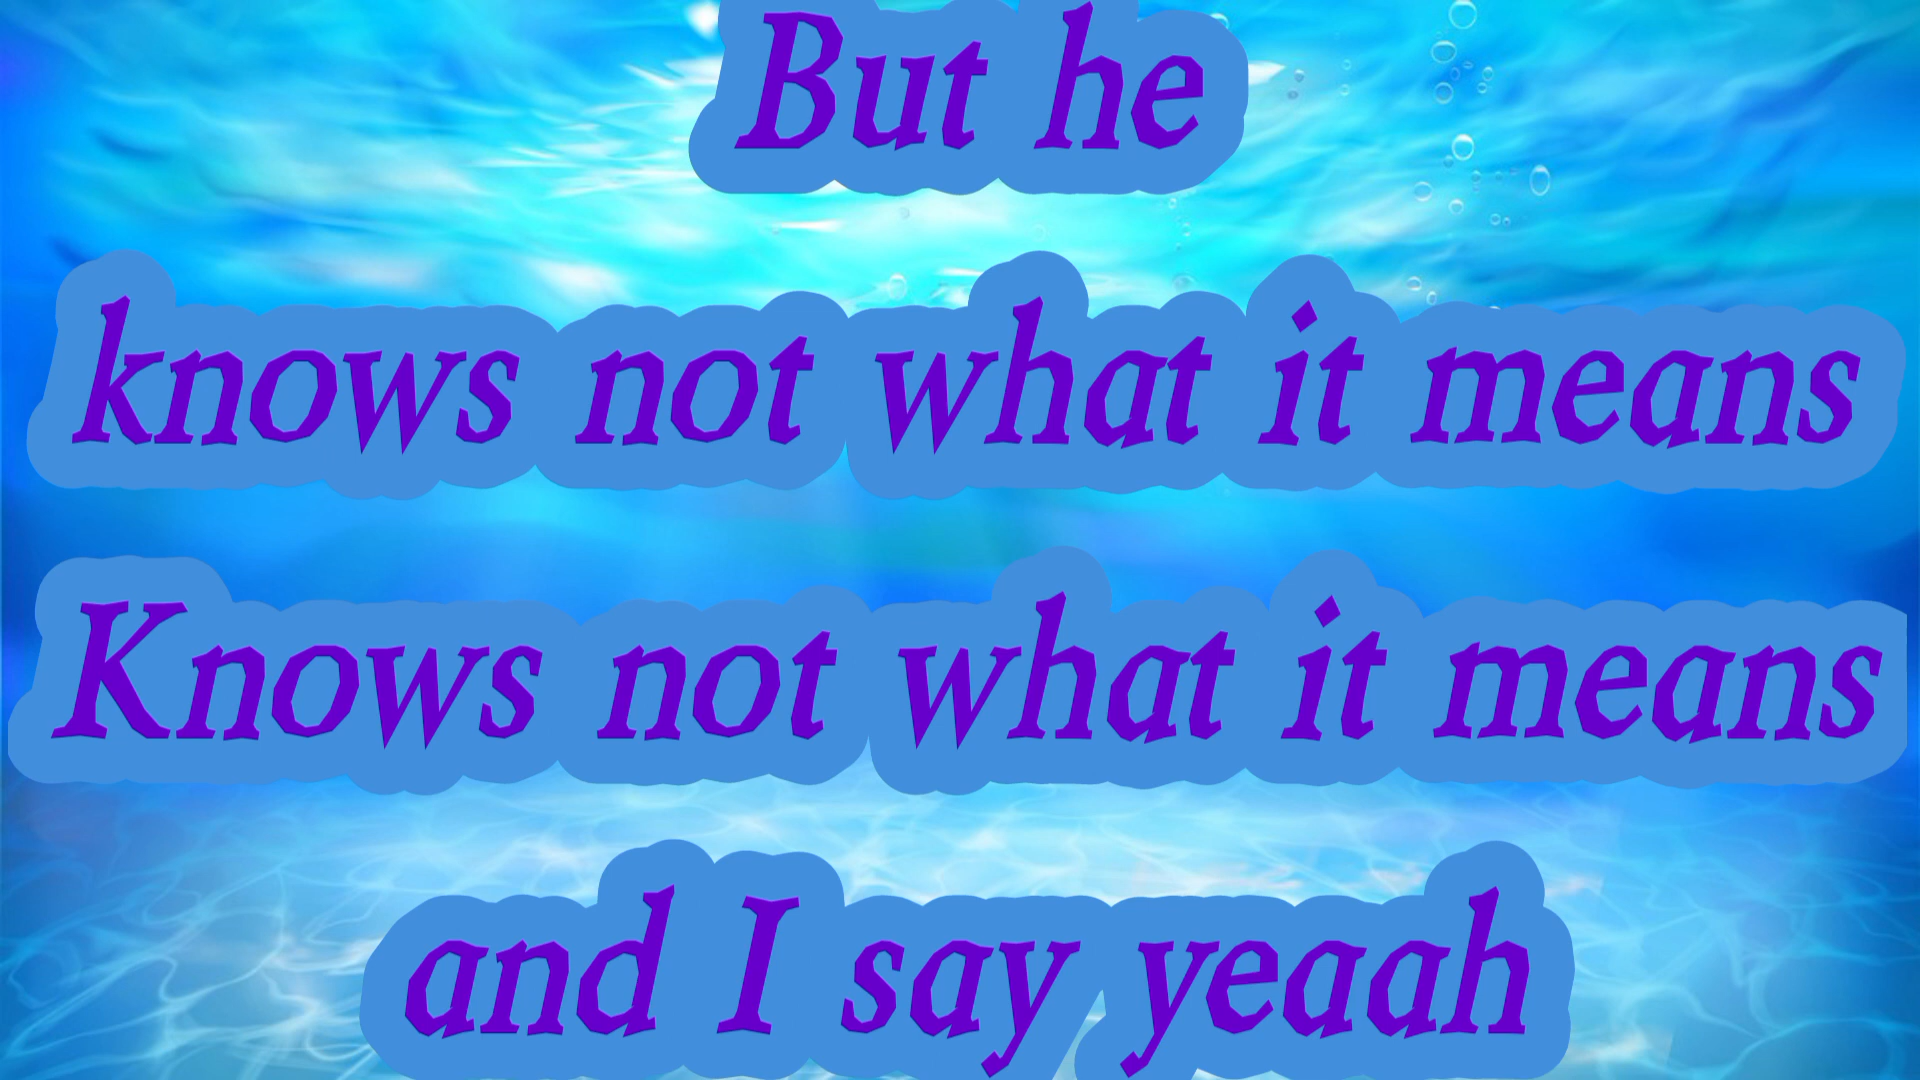 But he
knows not what it means
Knows not what it means
and I say yeaah